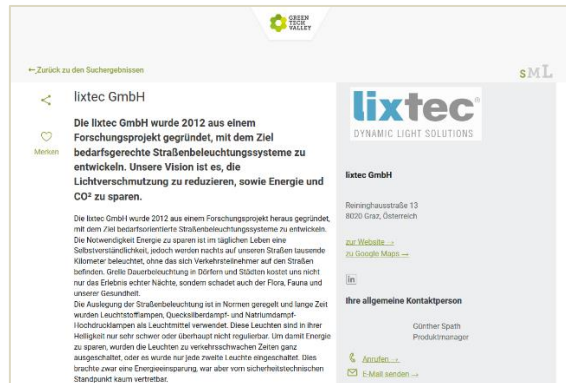 GREEN
TECH
VALLEY
← Zurück zu den Suchergebnissen
sML
lixtec GmbH
Merken
Die lixtec GmbH wurde 2012 aus einem
Forschungsprojekt gegründet, mit dem Ziel
bedarfsgerechte Straßenbeleuchtungssysteme zu
entwickeln. Unsere Vision ist es, die
Lichtverschmutzung zu reduzieren, sowie Energie und
CO² zu sparen.
Die lixtec GmbH wurde 2012 aus einem Forschungsprojekt heraus gegründet,
mit dem Ziel bedarfsorientierte Straßenbeleuchtungssysteme zu entwickeln.
Die Notwendigkeit Energie zu sparen ist im täglichen Leben eine
Selbstverständlichkeit, jedoch werden nachts auf unseren Straßen tausende
Kilometer beleuchtet, ohne das sich Verkehrsteilnehmer auf den Straßen
befinden. Grelle Dauerbeleuchtung in Dörfern und Städten kostet uns nicht
nur das Erlebnis echter Nächte, sondern schadet auch der Flora, Fauna und
unserer Gesundheit.
Die Auslegung der Straßenbeleuchtung ist in Normen geregelt und lange Zeit
wurden Leuchtstofflampen, Quecksilberdampf- und Natriumdampf-
Hochdrucklampen als Leuchtmittel verwendet. Diese Leuchten sind in ihrer
Helligkeit nur sehr schwer oder überhaupt nicht regulierbar. Um damit Energie
zu sparen, wurden die Leuchten zu verkehrsschwachen Zeiten ganz
ausgeschaltet, oder es wurde nur jede zweite Leuchte eingeschaltet. Dies
brachte zwar eine Energieeinsparung, war aber vom sicherheitstechnischen
Standpunkt kaum vertretbar.
lixtec®
DYNAMIC LIGHT SOLUTIONS
lixtec GmbH
Reininghausstraße 13
8020 Graz, Österreich
zur Website →
zu Google Maps →
in
Ihre allgemeine Kontaktperson
Günther Spath
Produktmanager
Anrufen →
E-Mail senden →